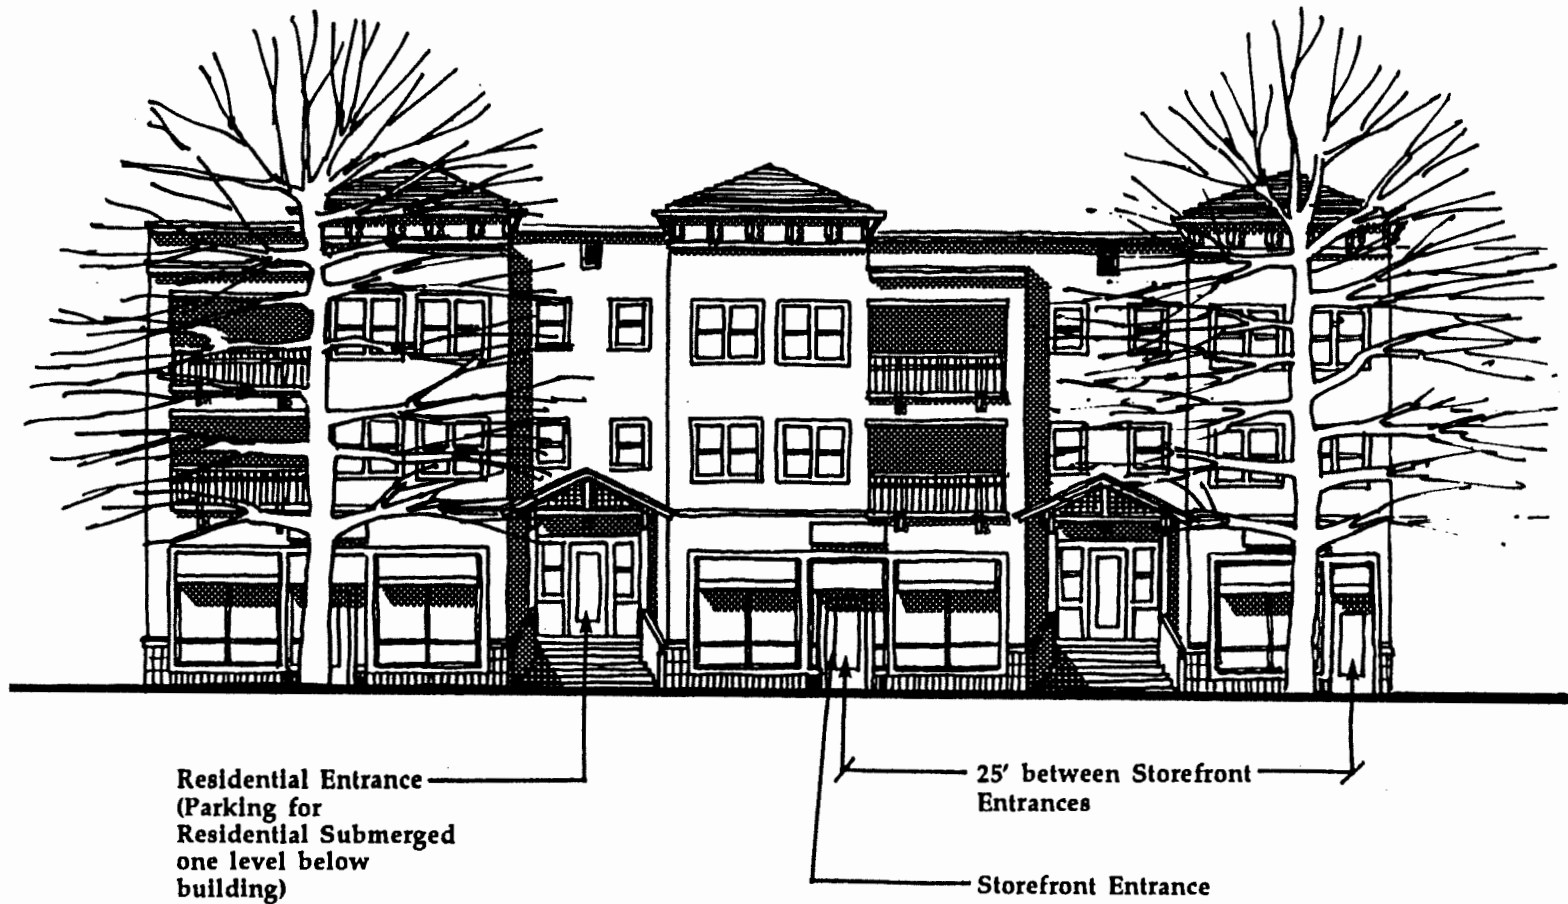 Residential Entrance
(Parking for
Residential Submerged
one level below
building)
25' between Storefront
Entrances
Storefront Entrance